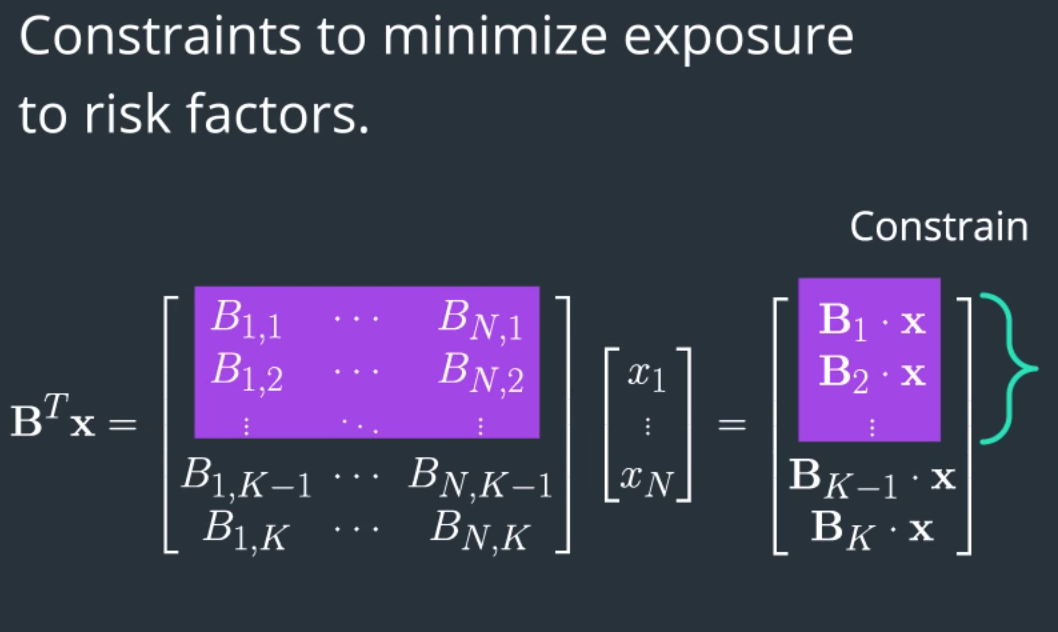 Constraints to minimize exposure
to risk factors.
Constrain
B^T x = [ B_{1,1} ⋯ B_{N,1} ; B_{1,2} ⋯ B_{N,2} ; ⋮ ⋱ ⋮ ; B_{1,K−1} ⋯ B_{N,K−1} ; B_{1,K} ⋯ B_{N,K} ] [ x_1 ; ⋮ ; x_N ] = [ B_1 · x ; B_2 · x ; ⋮ ; B_{K−1} · x ; B_K · x ]